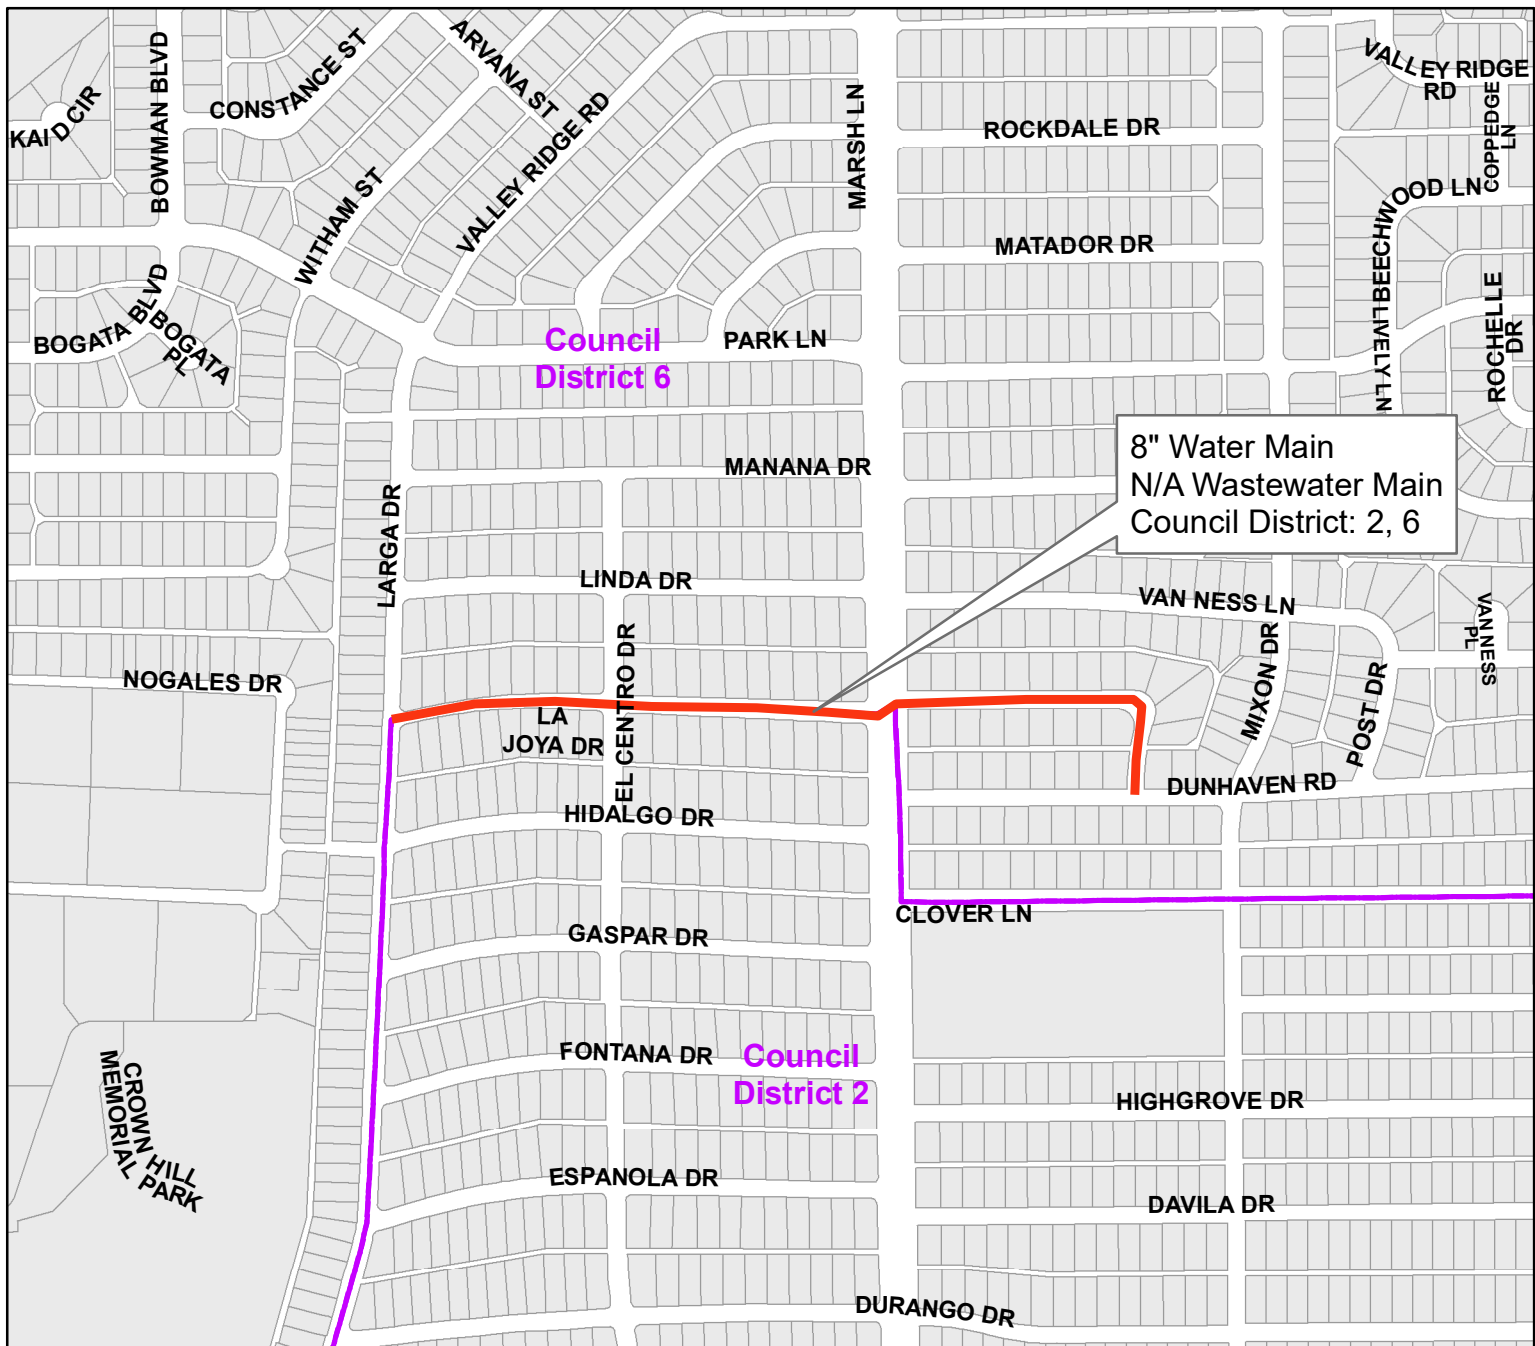 ARVANA ST
CONSTANCE ST
BOWMAN BLVD
KAI D CIR
VALLEY RIDGE
RD
COPPEDGE
LN
ROCKDALE DR
MARSH LN
VALLEY RIDGE RD
WITHAM ST
BEECHWOOD LN
MATADOR DR
BOGATA BLVD
BOGATA
PL
Council
District 6
PARK LN
LIVELY LN
ROCHELLE
DR
8" Water Main
N/A Wastewater Main
Council District: 2, 6
MANANA DR
LARGA DR
LINDA DR
VAN NESS LN
VAN NESS
PL
EL CENTRO DR
NOGALES DR
MIXON DR
POST DR
LA
JOYA DR
DUNHAVEN RD
HIDALGO DR
CLOVER LN
GASPAR DR
FONTANA DR
Council
District 2
CROWN HILL
MEMORIAL PARK
HIGHGROVE DR
ESPANOLA DR
DAVILA DR
DURANGO DR